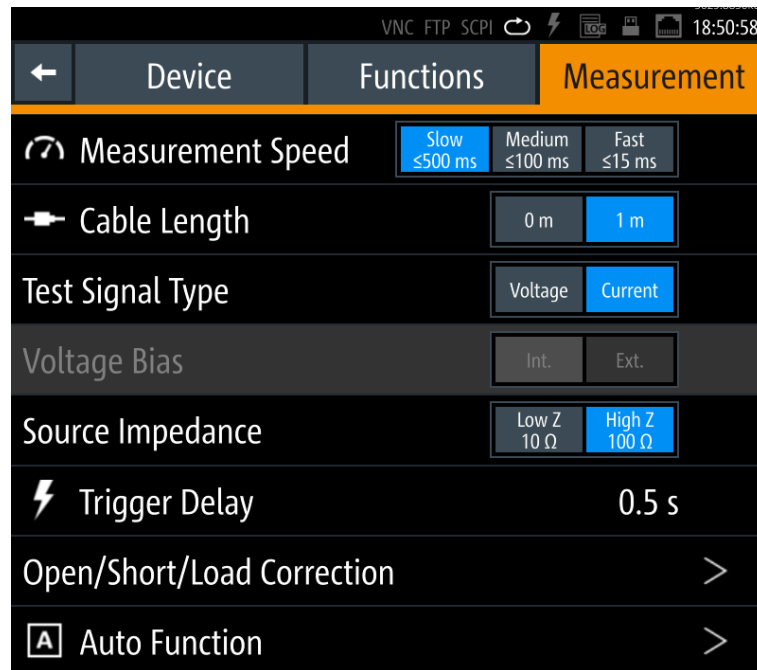 VNC FTP SCPI LOG 18:50:58
Device Functions Measurement
Measurement Speed Slow Medium Fast
≤500 ms ≤100 ms ≤15 ms
Cable Length 0 m 1 m
Test Signal Type Voltage Current
Voltage Bias Int. Ext.
Source Impedance Low Z High Z
10 Ω 100 Ω
Trigger Delay 0.5 s
Open/Short/Load Correction >
A Auto Function >